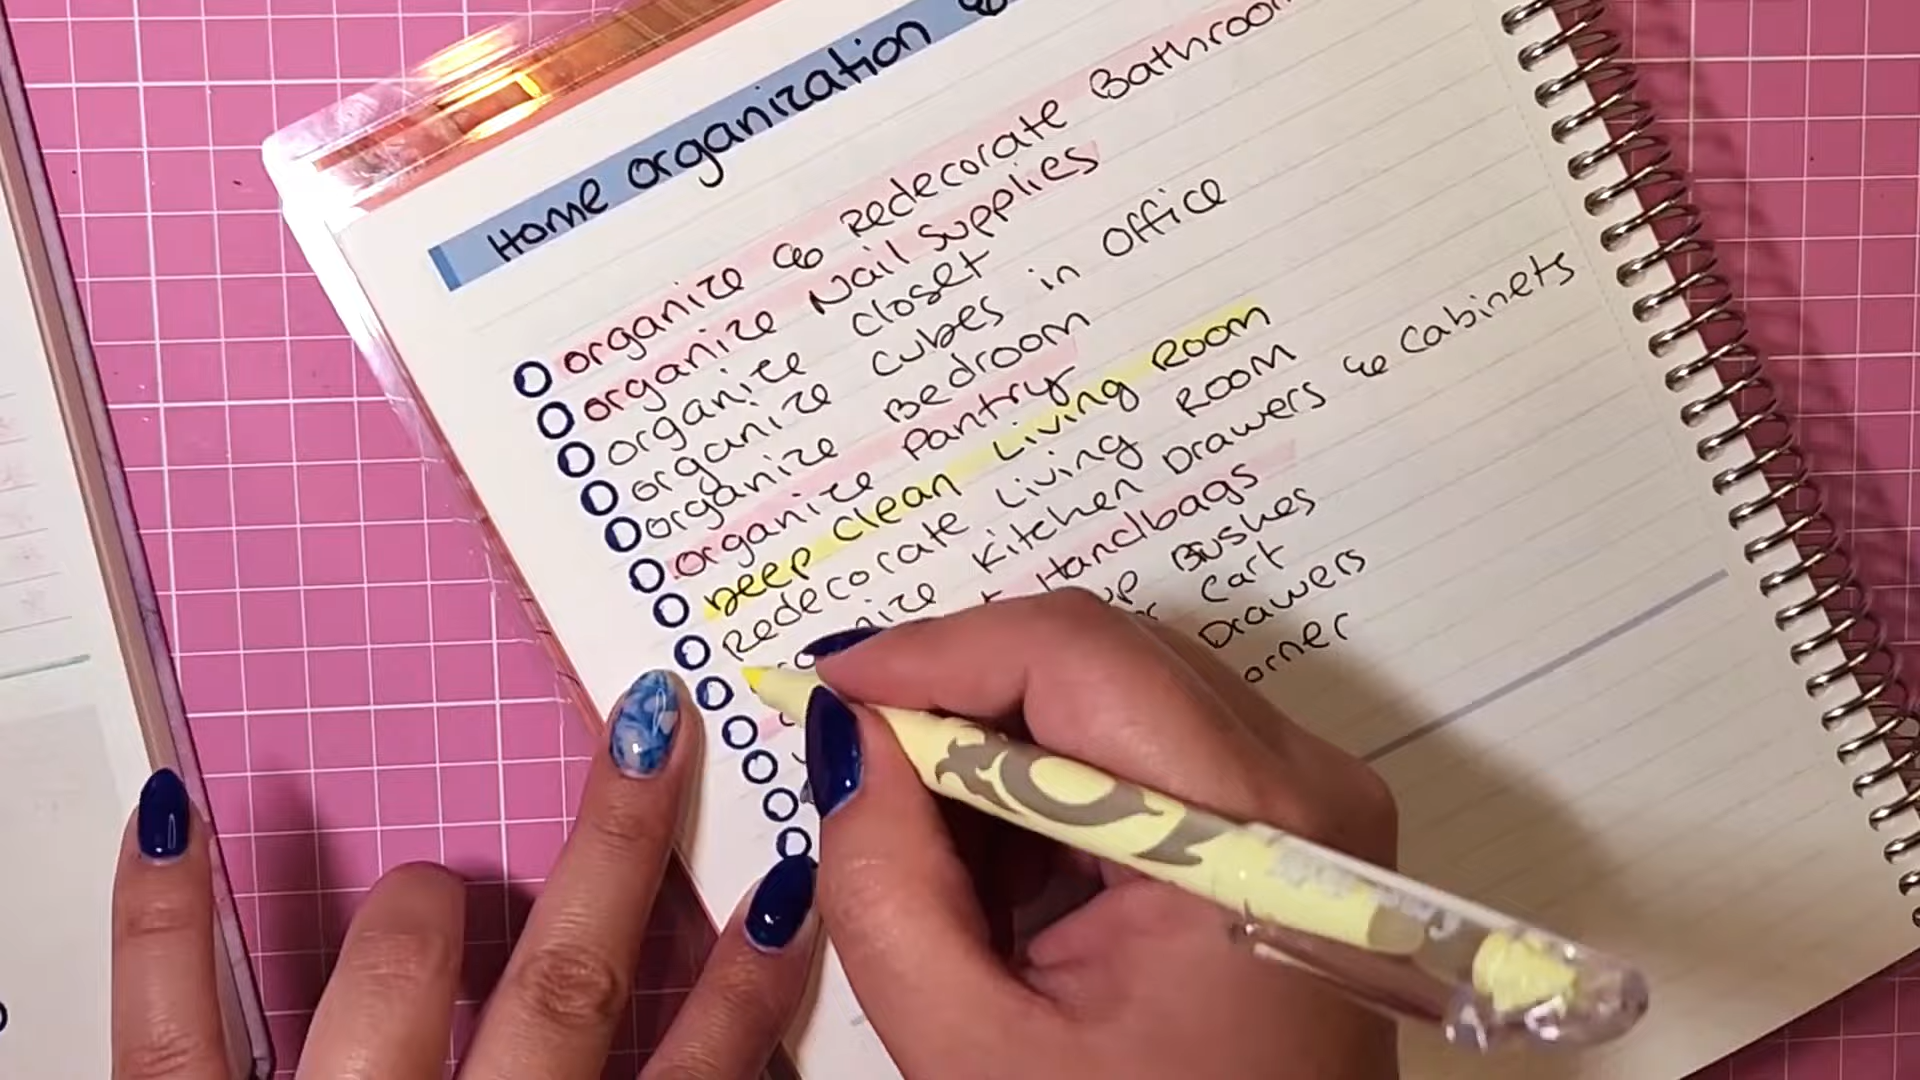 Home organization &
organize & Redecorate Bathroom
organize Nail Supplies
organize closet
organize cubes in office
organize Bedroom
organize Pantry
Deep Clean Living Room
Redecorate Living Room
Kitchen Drawers & Cabinets
Handbags
Cart
Drawers